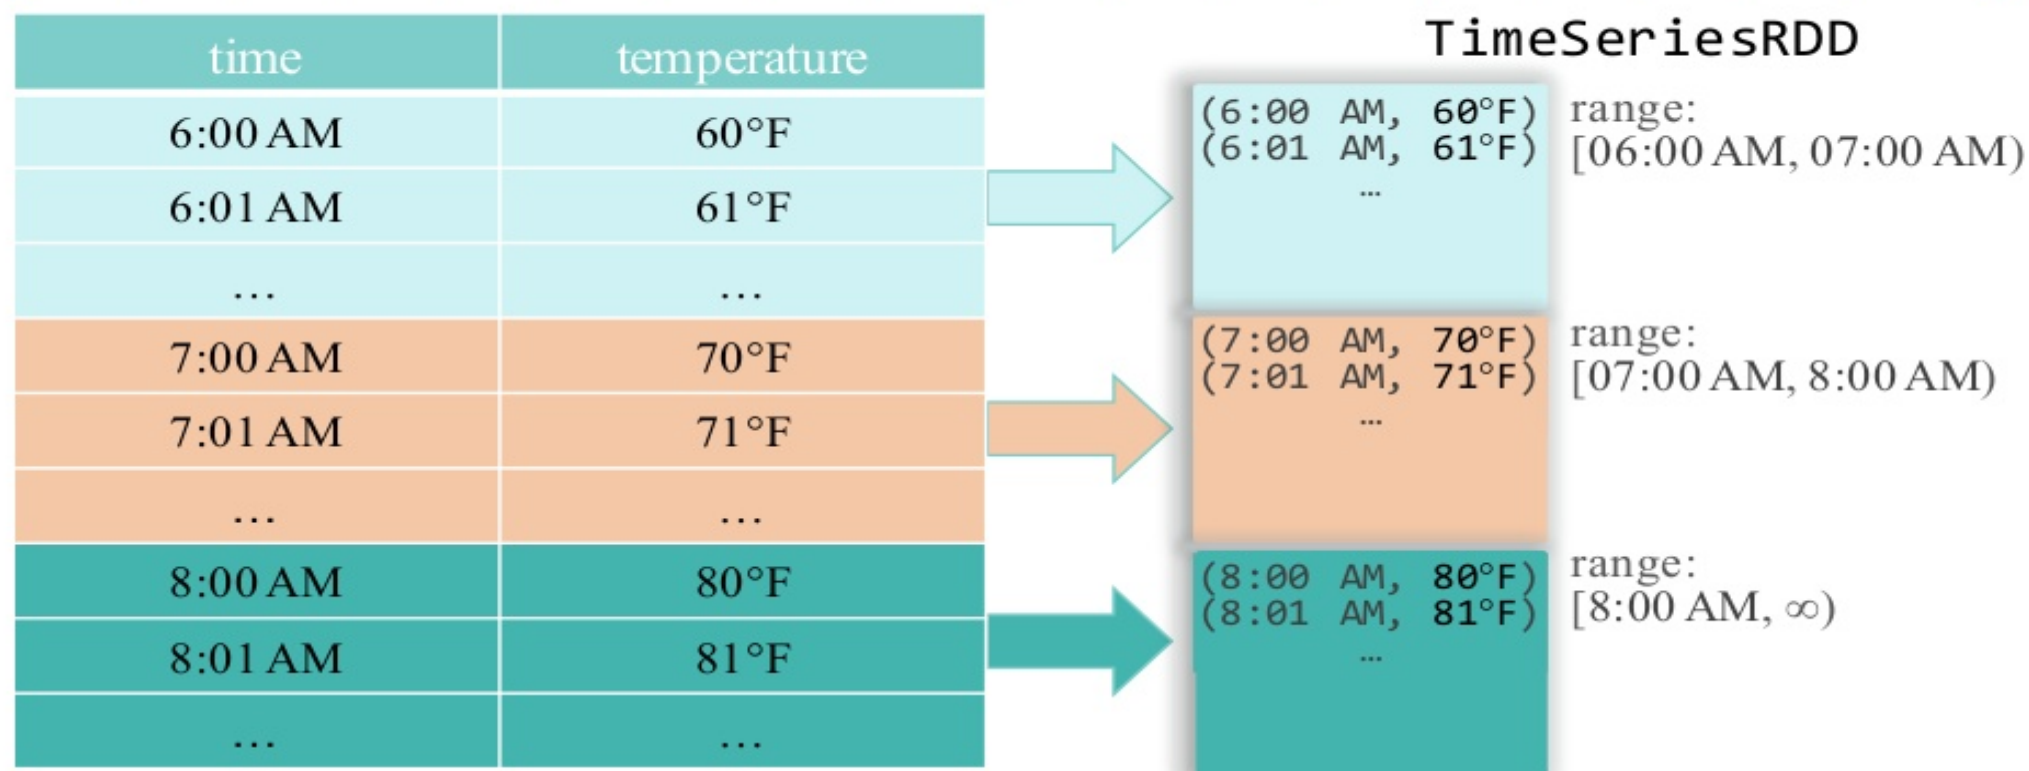 time temperature
6:00 AM 60°F
6:01 AM 61°F
... ...
7:00 AM 70°F
7:01 AM 71°F
... ...
8:00 AM 80°F
8:01 AM 81°F
... ...
TimeSeriesRDD
(6:00 AM, 60°F)
(6:01 AM, 61°F)
...
range:
[06:00 AM, 07:00 AM)
(7:00 AM, 70°F)
(7:01 AM, 71°F)
...
range:
[07:00 AM, 8:00 AM)
(8:00 AM, 80°F)
(8:01 AM, 81°F)
...
range:
[8:00 AM, ∞)